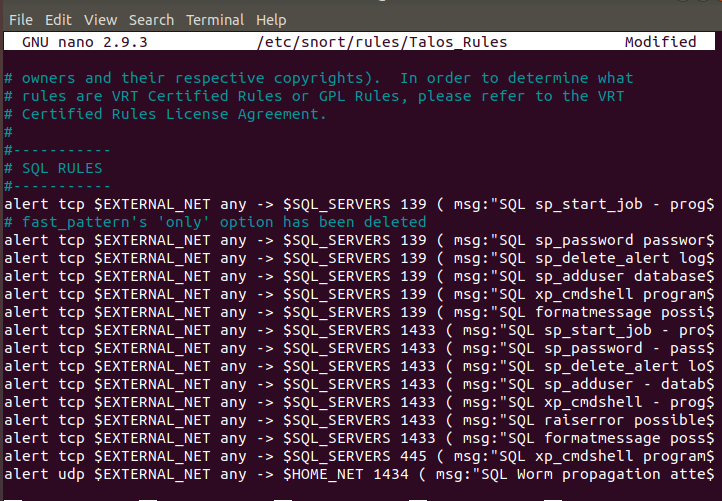 File Edit View Search Terminal Help
GNU nano 2.9.3 /etc/snort/rules/Talos_Rules Modified
# owners and their respective copyrights).  In order to determine what
# rules are VRT Certified Rules or GPL Rules, please refer to the VRT
# Certified Rules License Agreement.
#
#-----------
# SQL RULES
#-----------
alert tcp $EXTERNAL_NET any -> $SQL_SERVERS 139 ( msg:"SQL sp_start_job - prog$
# fast_pattern's 'only' option has been deleted
alert tcp $EXTERNAL_NET any -> $SQL_SERVERS 139 ( msg:"SQL sp_password passwor$
alert tcp $EXTERNAL_NET any -> $SQL_SERVERS 139 ( msg:"SQL sp_delete_alert log$
alert tcp $EXTERNAL_NET any -> $SQL_SERVERS 139 ( msg:"SQL sp_adduser database$
alert tcp $EXTERNAL_NET any -> $SQL_SERVERS 139 ( msg:"SQL xp_cmdshell program$
alert tcp $EXTERNAL_NET any -> $SQL_SERVERS 139 ( msg:"SQL formatmessage possi$
alert tcp $EXTERNAL_NET any -> $SQL_SERVERS 1433 ( msg:"SQL sp_start_job - pro$
alert tcp $EXTERNAL_NET any -> $SQL_SERVERS 1433 ( msg:"SQL sp_password - pass$
alert tcp $EXTERNAL_NET any -> $SQL_SERVERS 1433 ( msg:"SQL sp_delete_alert lo$
alert tcp $EXTERNAL_NET any -> $SQL_SERVERS 1433 ( msg:"SQL sp_adduser - datab$
alert tcp $EXTERNAL_NET any -> $SQL_SERVERS 1433 ( msg:"SQL xp_cmdshell - prog$
alert tcp $EXTERNAL_NET any -> $SQL_SERVERS 1433 ( msg:"SQL raiserror possible$
alert tcp $EXTERNAL_NET any -> $SQL_SERVERS 1433 ( msg:"SQL formatmessage poss$
alert tcp $EXTERNAL_NET any -> $SQL_SERVERS 445 ( msg:"SQL xp_cmdshell program$
alert udp $EXTERNAL_NET any -> $HOME_NET 1434 ( msg:"SQL Worm propagation atte$